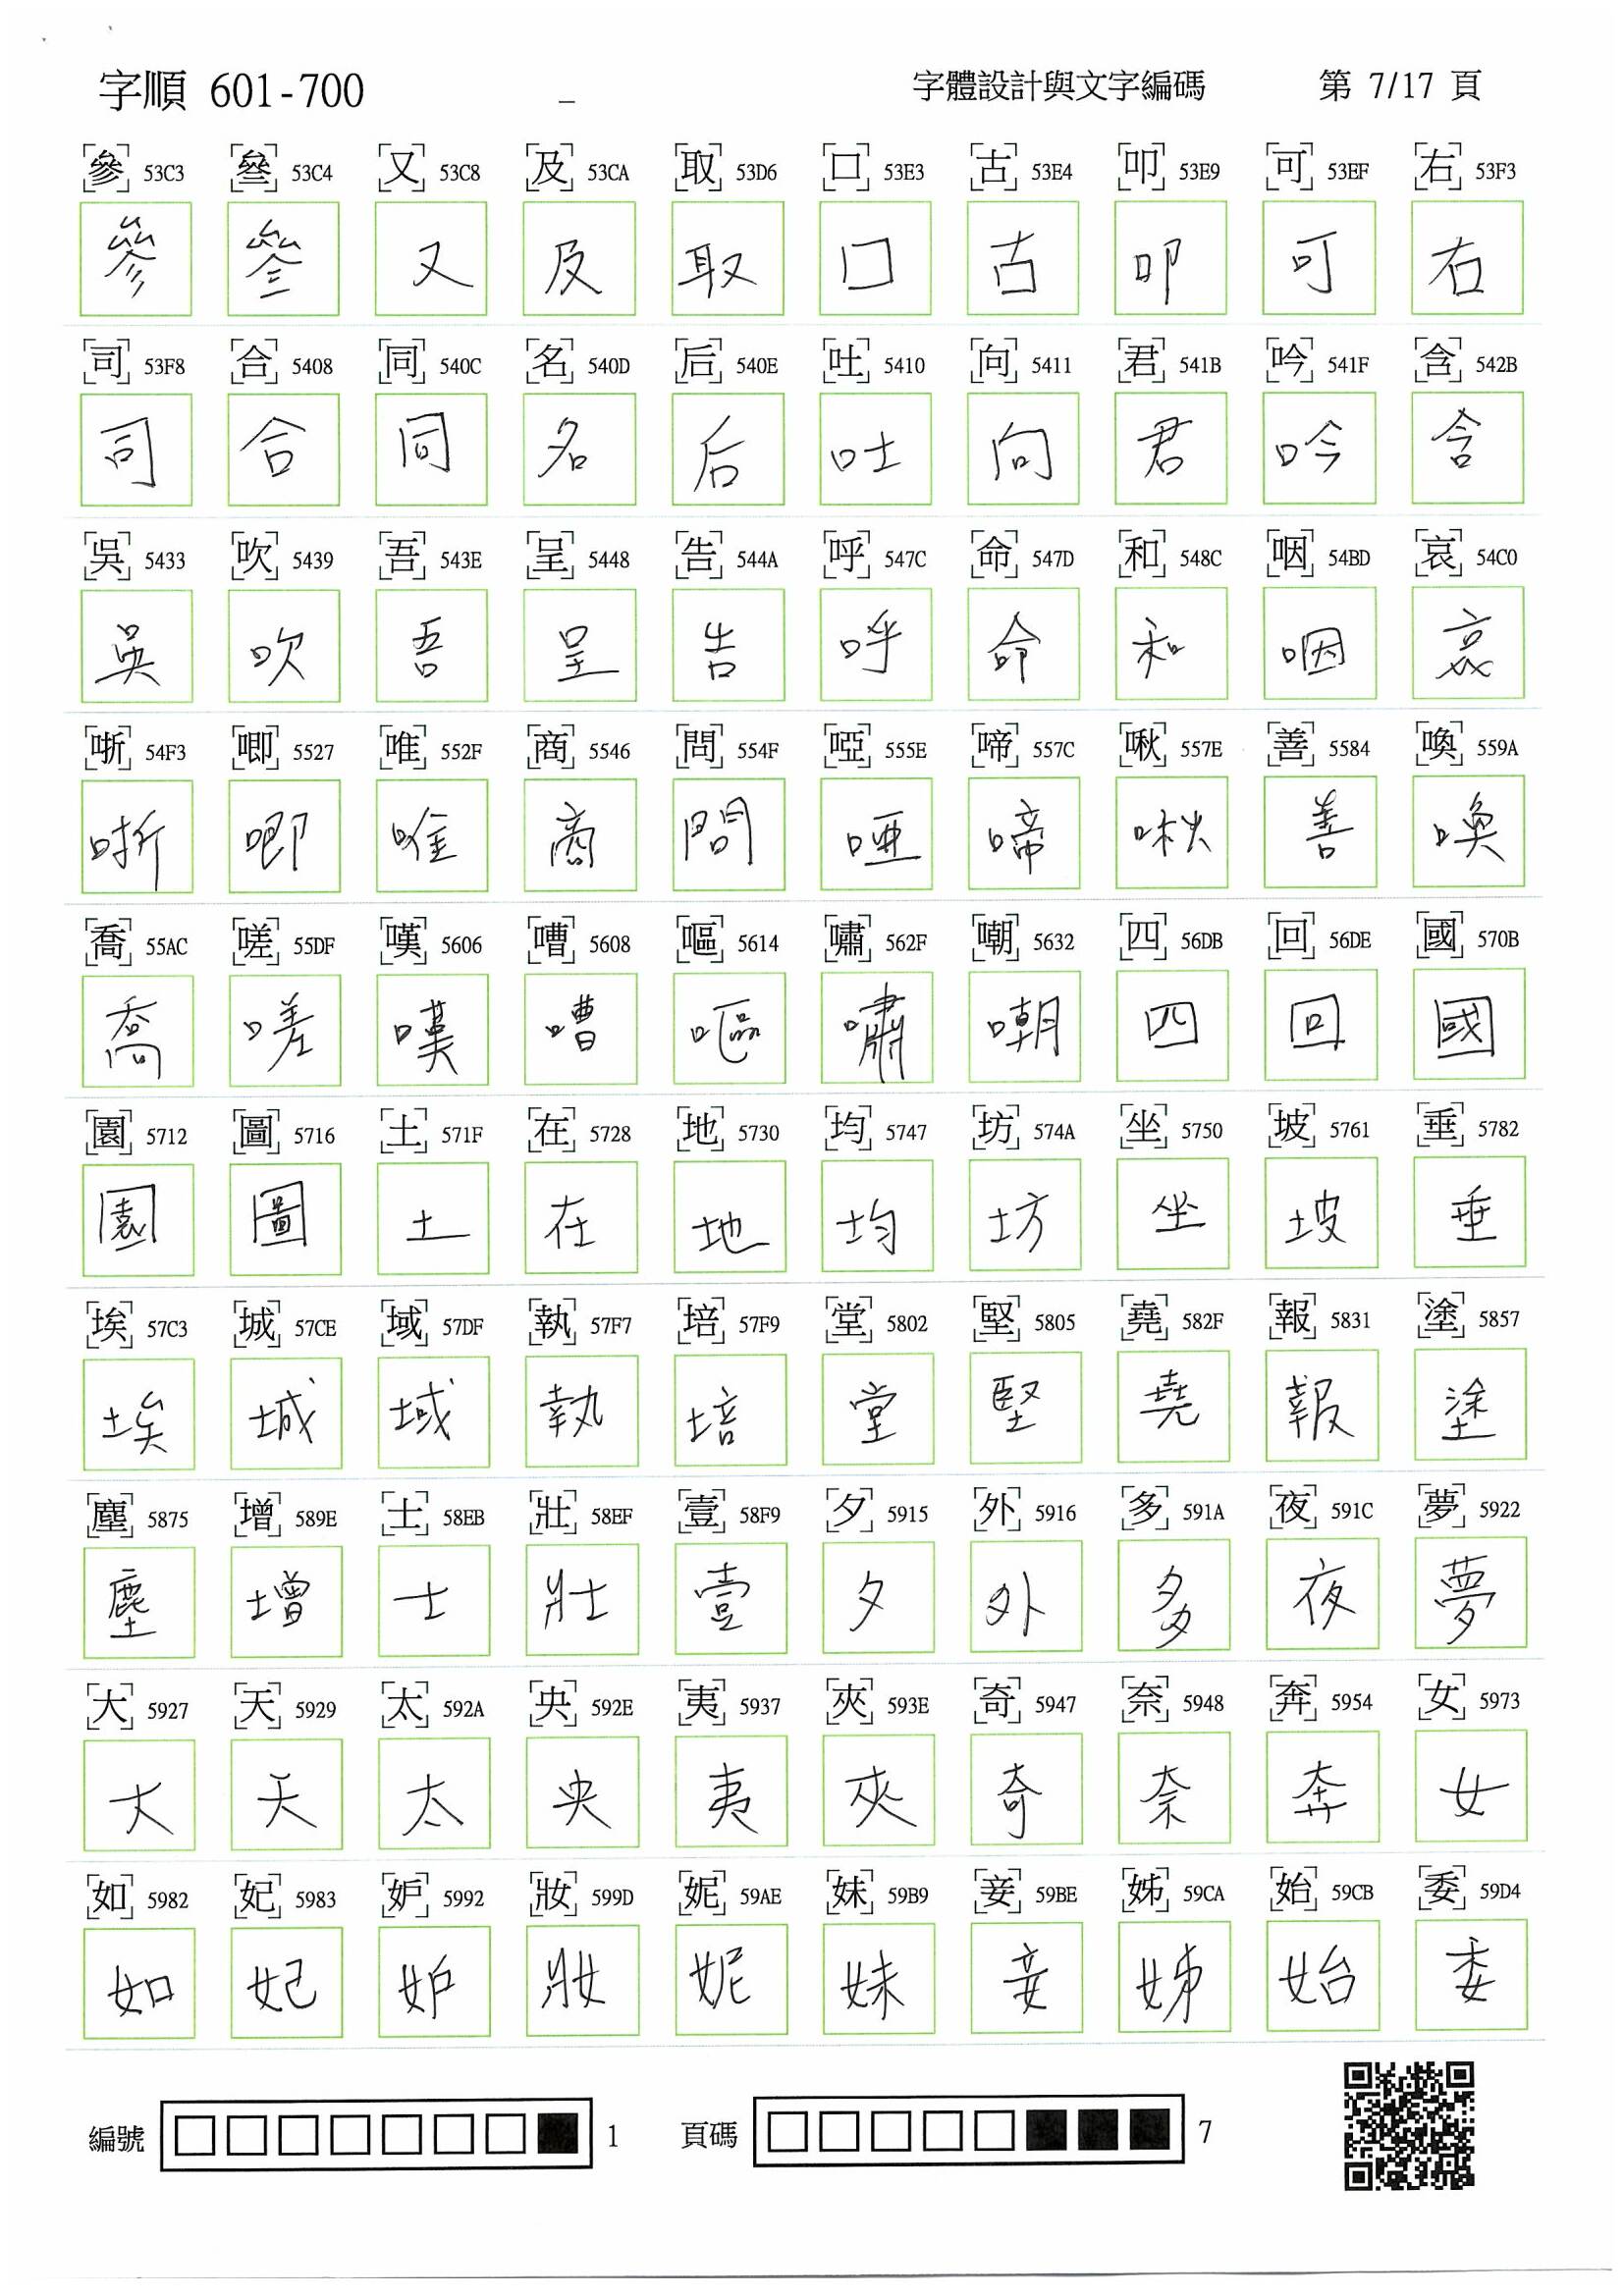 字順 601-700 字體設計與文字編碼 第 7/17 頁
參 53C3 叄 53C4 又 53C8 及 53CA 取 53D6 口 53E3 古 53E4 叩 53E9 可 53EF 右 53F3
參 叄 又 及 取 口 古 叩 可 右
司 53F8 合 5408 同 540C 名 540D 后 540E 吐 5410 向 5411 君 541B 吟 541F 含 542B
司 合 同 名 后 吐 向 君 吟 含
吳 5433 吹 5439 吾 543E 呈 5448 告 544A 呼 547C 命 547D 和 548C 咽 54BD 哀 54C0
吳 吹 吾 呈 告 呼 命 和 咽 哀
哳 54F3 唧 5527 唯 552F 商 5546 問 554F 啞 555E 啼 557C 啾 557E 善 5584 喚 559A
哳 唧 唯 商 問 啞 啼 啾 善 喚
喬 55AC 嗟 55DF 嘆 5606 嘈 5608 嘔 5614 嘯 562F 嘲 5632 四 56DB 回 56DE 國 570B
喬 嗟 嘆 嘈 嘔 嘯 嘲 四 回 國
園 5712 圖 5716 土 571F 在 5728 地 5730 均 5747 坊 574A 坐 5750 坡 5761 垂 5782
園 圖 土 在 地 均 坊 坐 坡 垂
埃 57C3 城 57CE 域 57DF 執 57F7 培 57F9 堂 5802 堅 5805 堯 582F 報 5831 塗 5857
埃 城 域 執 培 堂 堅 堯 報 塗
塵 5875 增 589E 士 58EB 壯 58EF 壹 58F9 夕 5915 外 5916 多 591A 夜 591C 夢 5922
塵 增 士 壯 壹 夕 外 多 夜 夢
大 5927 天 5929 太 592A 央 592E 夷 5937 夾 593E 奇 5947 奈 5948 奔 5954 女 5973
大 天 太 央 夷 夾 奇 奈 奔 女
如 5982 妃 5983 妒 5992 妝 599D 妮 59AE 妹 59B9 妾 59BE 姊 59CA 始 59CB 委 59D4
如 妃 妒 妝 妮 妹 妾 姊 始 委
編號 1 頁碼 7